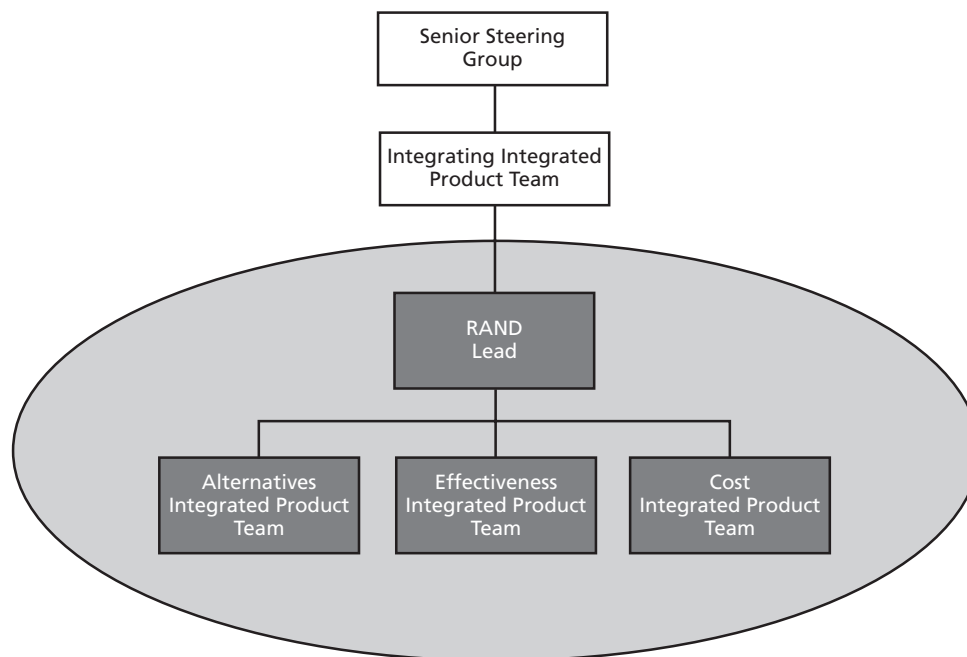 Senior Steering
Group
Integrating Integrated
Product Team
RAND
Lead
Alternatives
Integrated Product
Team
Effectiveness
Integrated Product
Team
Cost
Integrated Product
Team